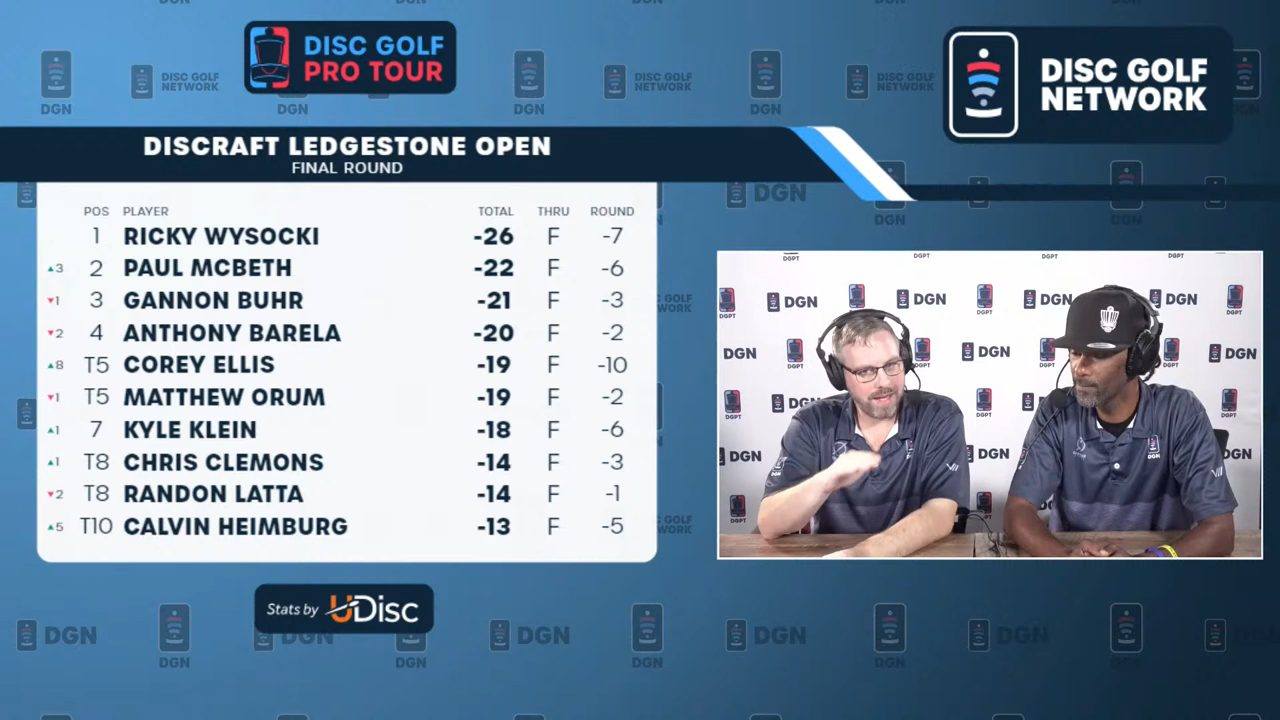 DISC GOLF
PRO TOUR
DISC GOLF
NETWORK
DISCRAFT LEDGESTONE OPEN
FINAL ROUND
POS PLAYER TOTAL THRU ROUND
1 RICKY WYSOCKI -26 F -7
▲3 2 PAUL MCBETH -22 F -6
▼1 3 GANNON BUHR -21 F -3
▼2 4 ANTHONY BARELA -20 F -2
▲8 T5 COREY ELLIS -19 F -10
▼1 T5 MATTHEW ORUM -19 F -2
▲1 7 KYLE KLEIN -18 F -6
▲1 T8 CHRIS CLEMONS -14 F -3
▼2 T8 RANDON LATTA -14 F -1
▲5 T10 CALVIN HEIMBURG -13 F -5
Stats by UDisc
DGN
DISC GOLF
NETWORK
DGPT